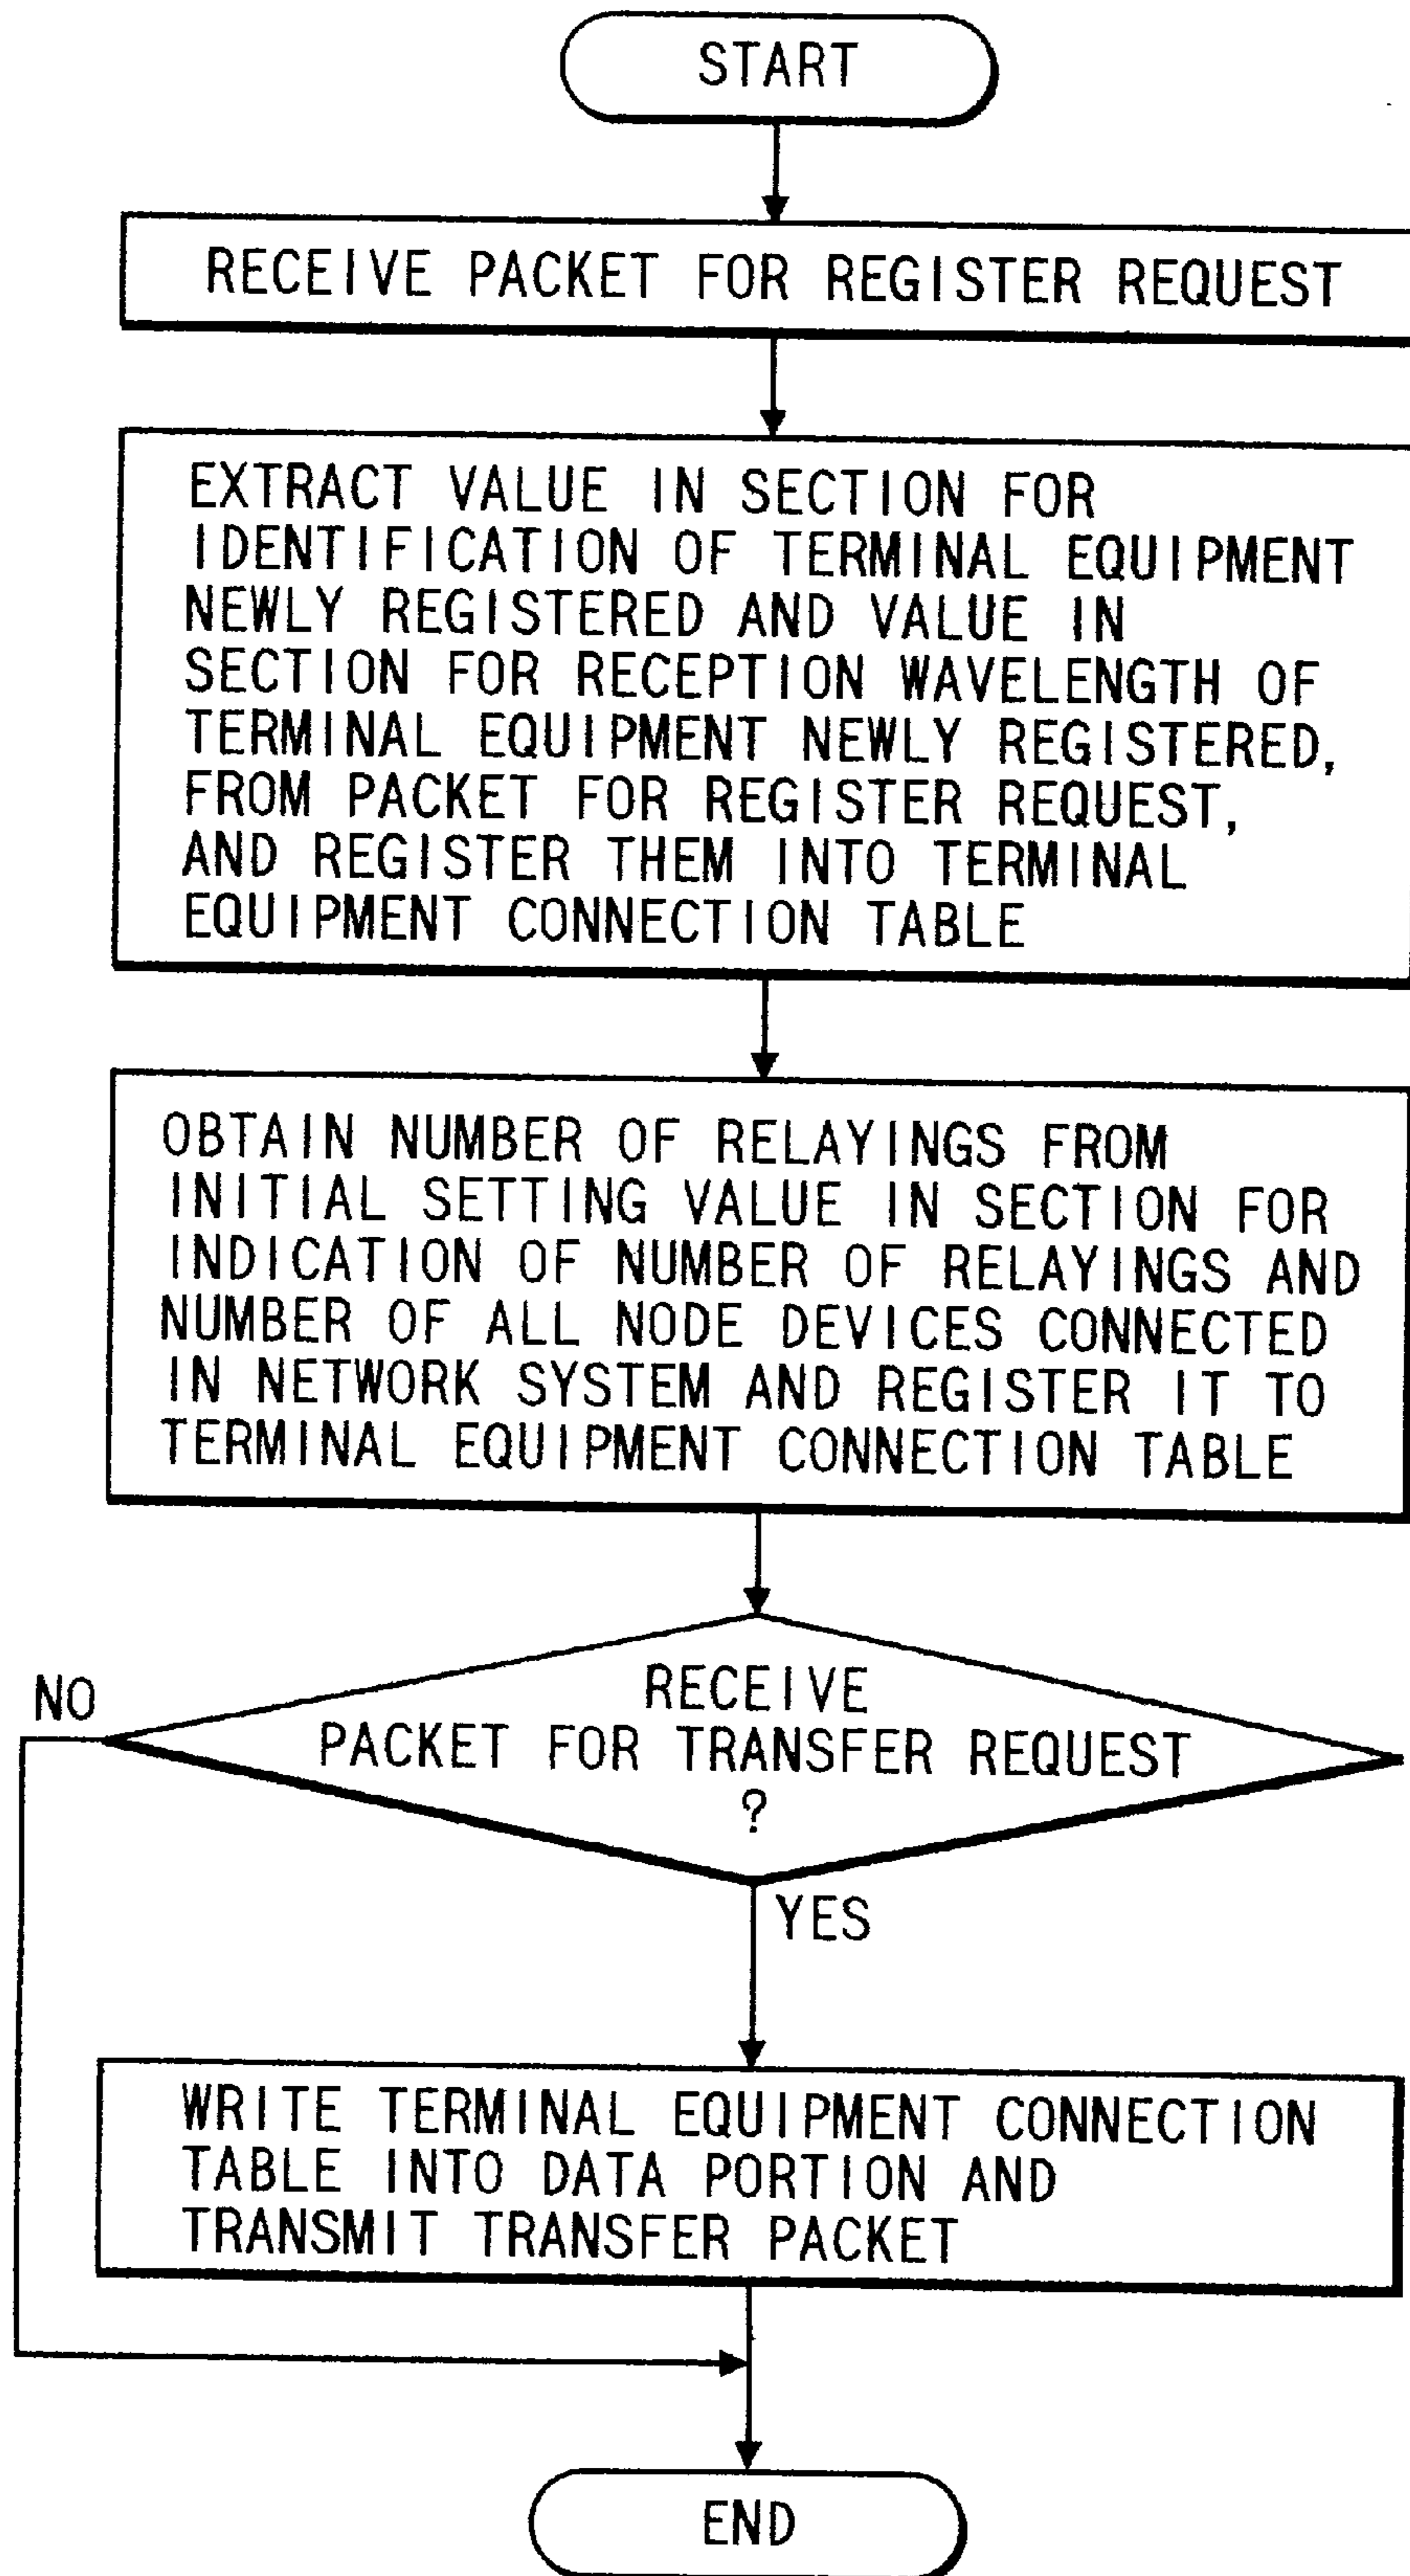 START
RECEIVE PACKET FOR REGISTER REQUEST
EXTRACT VALUE IN SECTION FOR
IDENTIFICATION OF TERMINAL EQUIPMENT
NEWLY REGISTERED AND VALUE IN
SECTION FOR RECEPTION WAVELENGTH OF
TERMINAL EQUIPMENT NEWLY REGISTERED,
FROM PACKET FOR REGISTER REQUEST,
AND REGISTER THEM INTO TERMINAL
EQUIPMENT CONNECTION TABLE
OBTAIN NUMBER OF RELAYINGS FROM
INITIAL SETTING VALUE IN SECTION FOR
INDICATION OF NUMBER OF RELAYINGS AND
NUMBER OF ALL NODE DEVICES CONNECTED
IN NETWORK SYSTEM AND REGISTER IT TO
TERMINAL EQUIPMENT CONNECTION TABLE
NO
RECEIVE
PACKET FOR TRANSFER REQUEST
?
YES
WRITE TERMINAL EQUIPMENT CONNECTION
TABLE INTO DATA PORTION AND
TRANSMIT TRANSFER PACKET
END